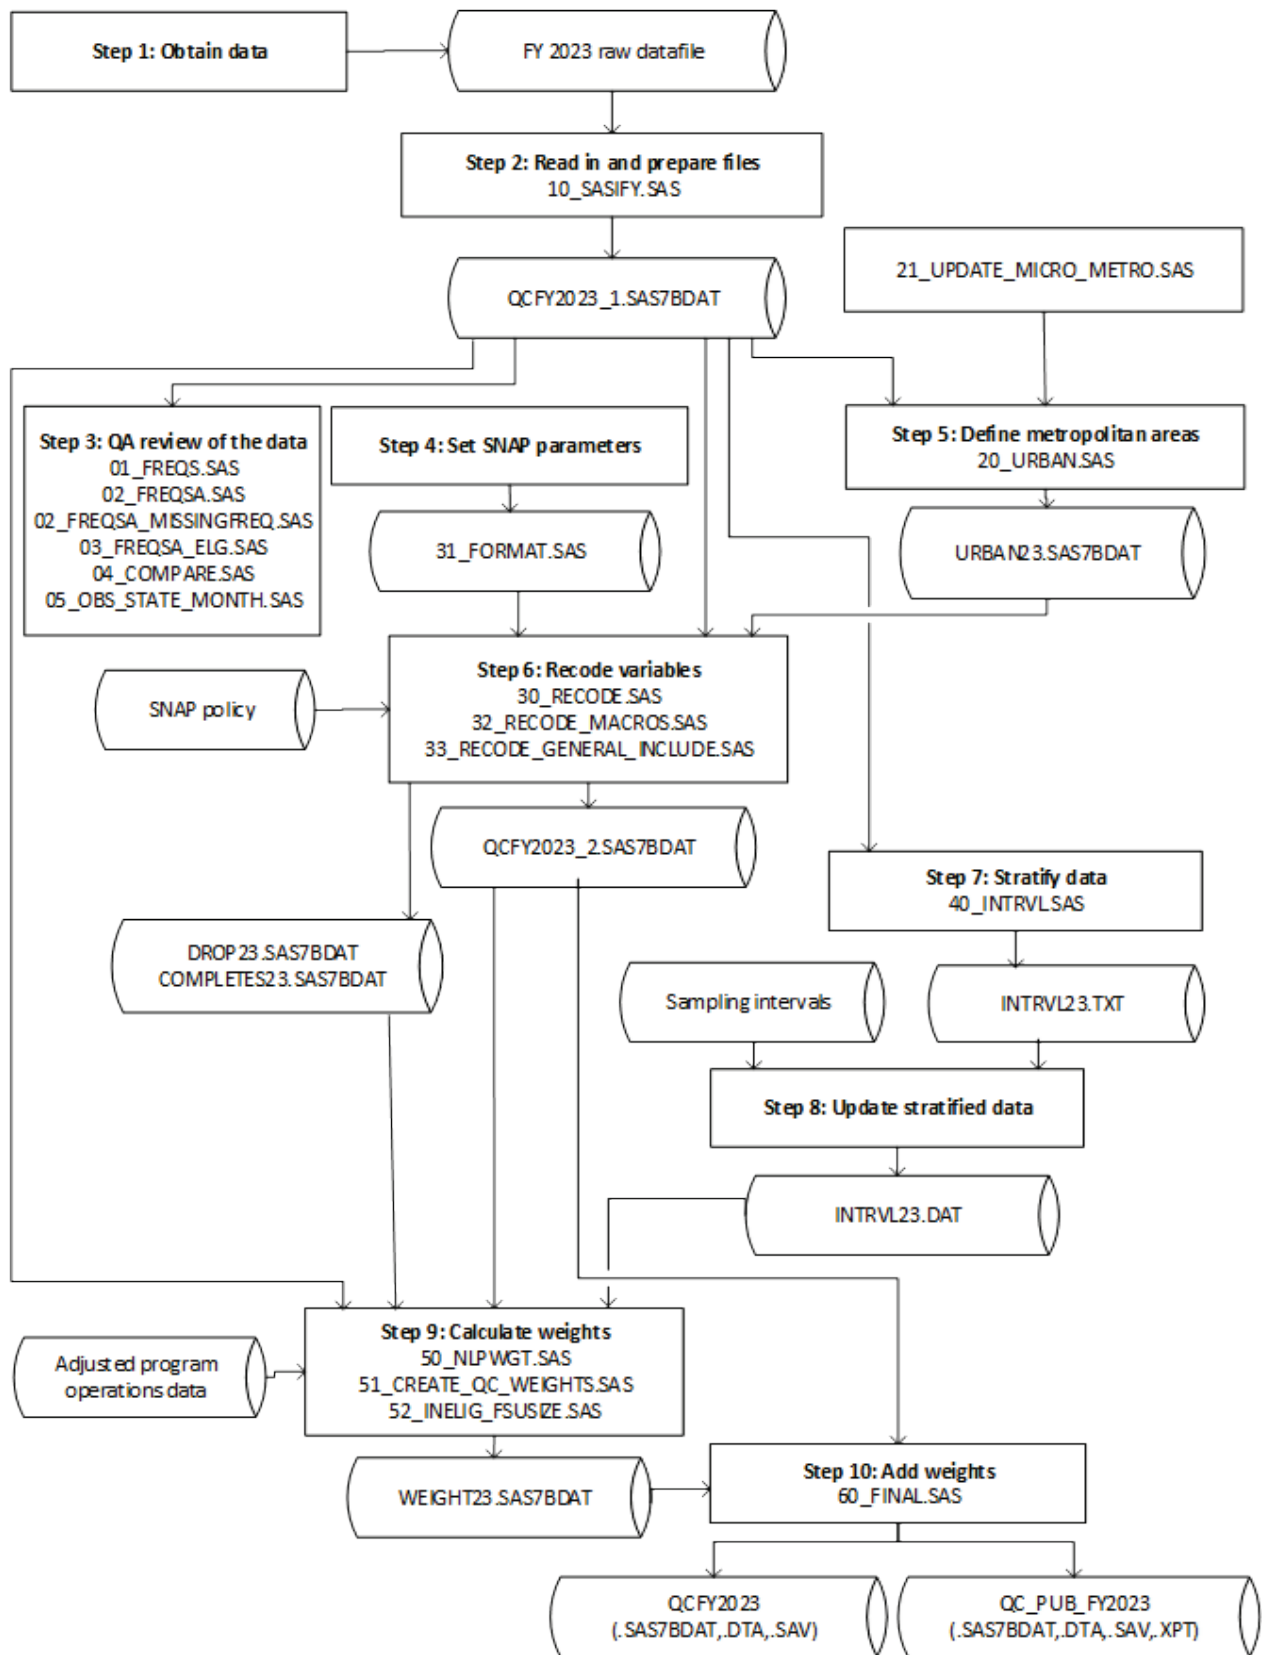 Step 1: Obtain data
FY 2023 raw datafile
Step 2: Read in and prepare files
10_SASIFY.SAS
QCFY2023_1.SAS7BDAT
21_UPDATE_MICRO_METRO.SAS
Step 3: QA review of the data
01_FREQS.SAS
02_FREQSA.SAS
02_FREQSA_MISSINGFREQ.SAS
03_FREQSA_ELG.SAS
04_COMPARE.SAS
05_OBS_STATE_MONTH.SAS
Step 4: Set SNAP parameters
Step 5: Define metropolitan areas
20_URBAN.SAS
31_FORMAT.SAS
URBAN23.SAS7BDAT
SNAP policy
Step 6: Recode variables
30_RECODE.SAS
32_RECODE_MACROS.SAS
33_RECODE_GENERAL_INCLUDE.SAS
QCFY2023_2.SAS7BDAT
Step 7: Stratify data
40_INTRVL.SAS
DROP23.SAS7BDAT
COMPLETES23.SAS7BDAT
Sampling intervals
INTRVL23.TXT
Step 8: Update stratified data
INTRVL23.DAT
Adjusted program
operations data
Step 9: Calculate weights
50_NLPWGT.SAS
51_CREATE_QC_WEIGHTS.SAS
52_INELIG_FSUSIZE.SAS
WEIGHT23.SAS7BDAT
Step 10: Add weights
60_FINAL.SAS
QCFY2023
(.SAS7BDAT,.DTA,.SAV)
QC_PUB_FY2023
(.SAS7BDAT,.DTA,.SAV,.XPT)